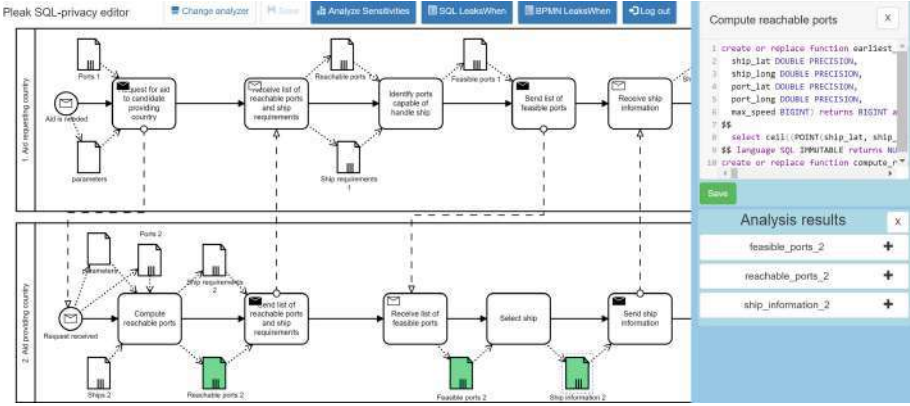 Pleak SQL-privacy editor
Change analyzer
Save
Analyze Sensitivities
SQL LeaksWhen
BPMN LeaksWhen
Log out
1. Aid requesting country
Aid is needed
Ports 1
parameters
Request for aid
to candidate
providing
country
Receive list of
reachable ports
and ship
requirements
Reachable ports
Ship requirements
1
Identify ports
capable of
handle ship
Feasible ports 1
Send list of
feasible ports
Receive ship
information
2. Aid providing country
Request received
parameters
Ports 2
Ships 2
Compute
reachable ports
Ship requirements
2
Reachable ports 2
Send list of
reachable ports
and ship
requirements
Receive list of
feasible ports
Feasible ports 2
Select ship
Ship information 2
Send ship
information
Compute reachable ports
x
1 create or replace function earliest_
2 ship_lat DOUBLE PRECISION,
3 ship_long DOUBLE PRECISION,
4 port_lat DOUBLE PRECISION,
5 port_long DOUBLE PRECISION,
6 max_speed BIGINT) returns BIGINT a
7 $$
8 select ceil((POINT(ship_lat, ship_
9 $$ language SQL IMMUTABLE returns NU
10 create or replace function compute_r
Save
Analysis results
x
feasible_ports_2 +
reachable_ports_2 +
ship_information_2 +